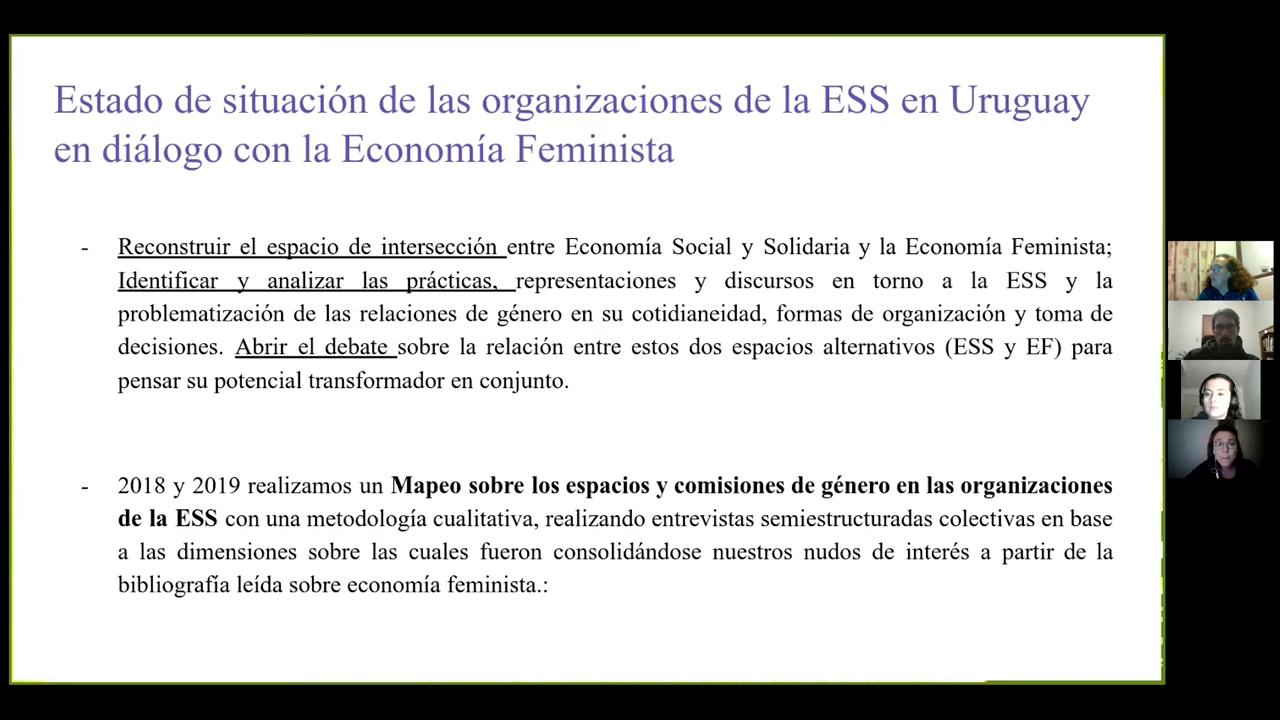 Estado de situación de las organizaciones de la ESS en Uruguay
en diálogo con la Economía Feminista
- Reconstruir el espacio de intersección entre Economía Social y Solidaria y la Economía Feminista;
Identificar y analizar las prácticas, representaciones y discursos en torno a la ESS y la
problematización de las relaciones de género en su cotidianeidad, formas de organización y toma de
decisiones. Abrir el debate sobre la relación entre estos dos espacios alternativos (ESS y EF) para
pensar su potencial transformador en conjunto.
- 2018 y 2019 realizamos un Mapeo sobre los espacios y comisiones de género en las organizaciones
de la ESS con una metodología cualitativa, realizando entrevistas semiestructuradas colectivas en base
a las dimensiones sobre las cuales fueron consolidándose nuestros nudos de interés a partir de la
bibliografía leída sobre economía feminista.: